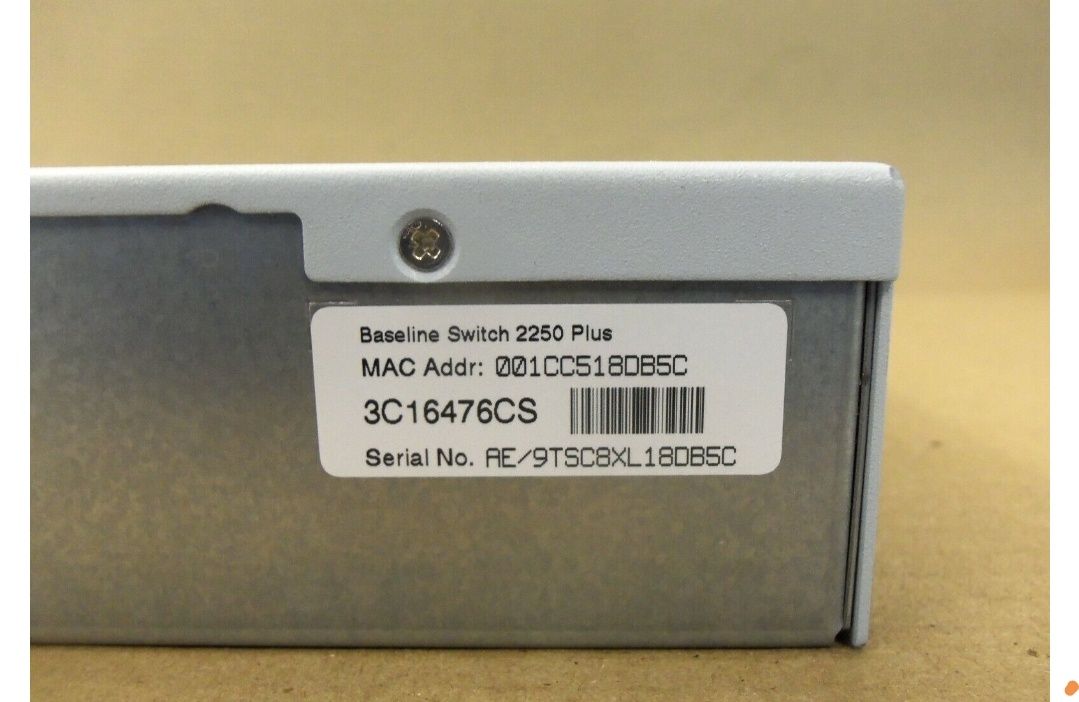 Baseline Switch 2250 Plus
MAC Addr: 001CC518DB5C
3C16476CS
Serial No. AE/9TSC8XL18DB5C